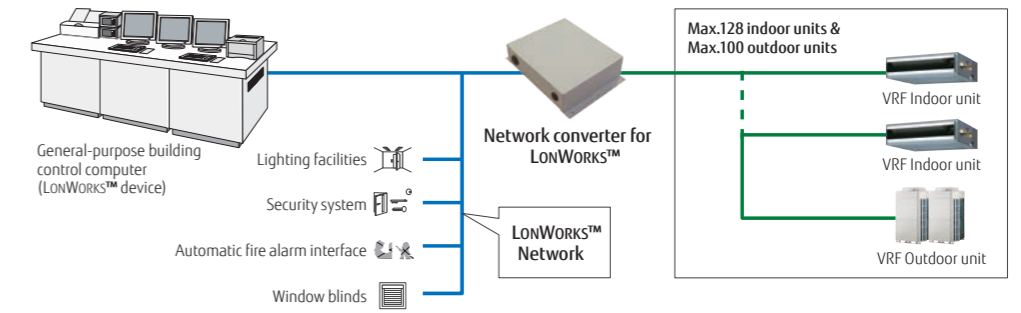 General-purpose building
control computer
(LONWORKS™ device)
Lighting facilities
Security system
Automatic fire alarm interface
Window blinds
LONWORKS™
Network
Network converter for
LONWORKS™
Max.128 indoor units &
Max.100 outdoor units
VRF Indoor unit
VRF Indoor unit
VRF Outdoor unit